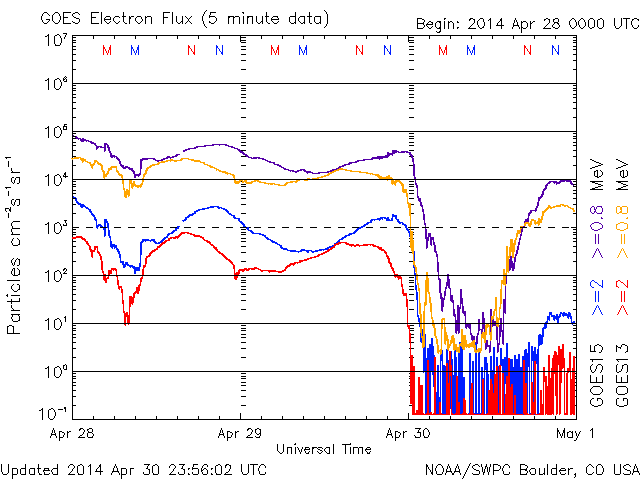 GOES Electron Flux (5 minute data)
Begin: 2014 Apr 28 0000 UTC
10⁷
M M N N M M N N M M N N
10⁶
10⁵
10⁴
10³
10²
10¹
10⁰
10⁻¹
Particles cm⁻²s⁻¹sr⁻¹
Apr 28 Apr 29 Apr 30 May 1
Universal Time
GOES15 >=2 >=0.8 MeV
GOES13 >=2 >=0.8 MeV
Updated 2014 Apr 30 23:56:02 UTC
NOAA/SWPC Boulder, CO USA